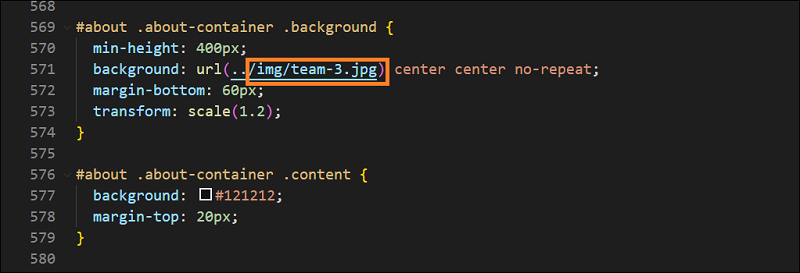 568
569 #about .about-container .background {
570 min-height: 400px;
571 background: url(../img/team-3.jpg) center center no-repeat;
572 margin-bottom: 60px;
573 transform: scale(1.2);
574 }
575
576 #about .about-container .content {
577 background: #121212;
578 margin-top: 20px;
579 }
580